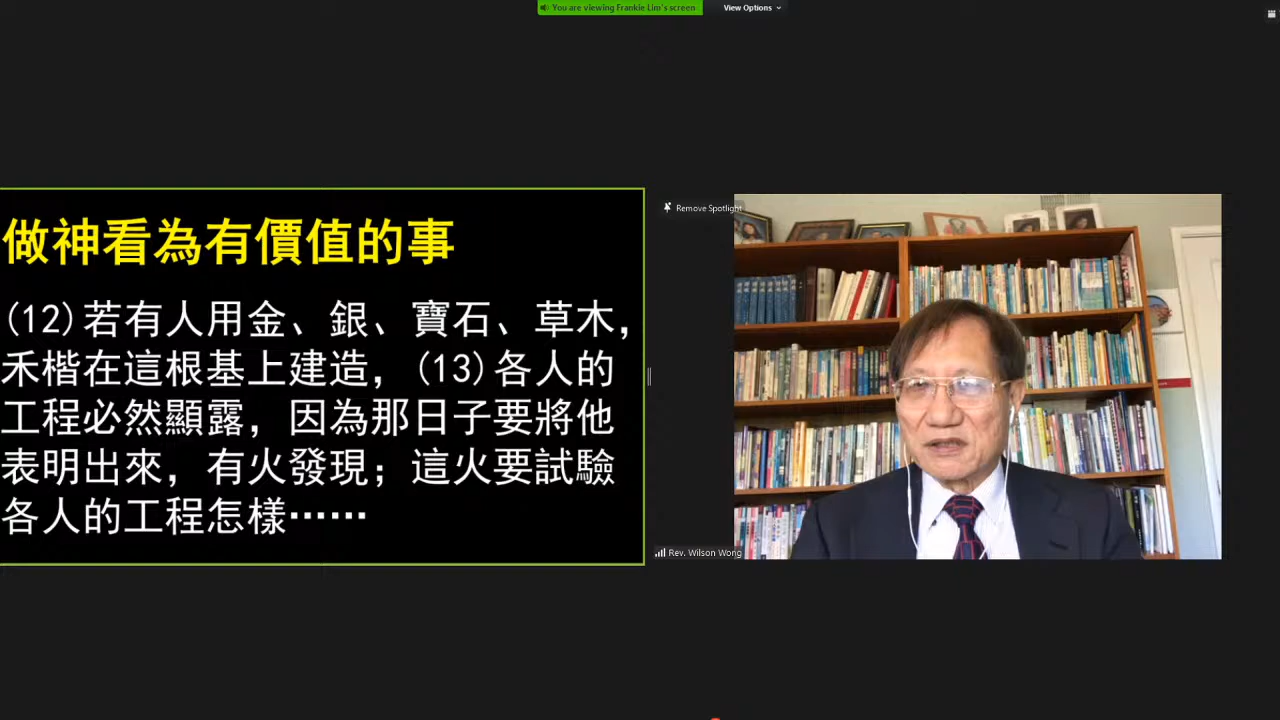 You are viewing Frankie Lim's screen
View Options
做神看為有價值的事
(12)若有人用金、銀、寶石、草木,
禾楷在這根基上建造, (13)各人的
工程必然顯露, 因為那日子要將他
表明出來, 有火發現; 這火要試驗
各人的工程怎樣……
Remove Spotlight
Rev. Wilson Wong